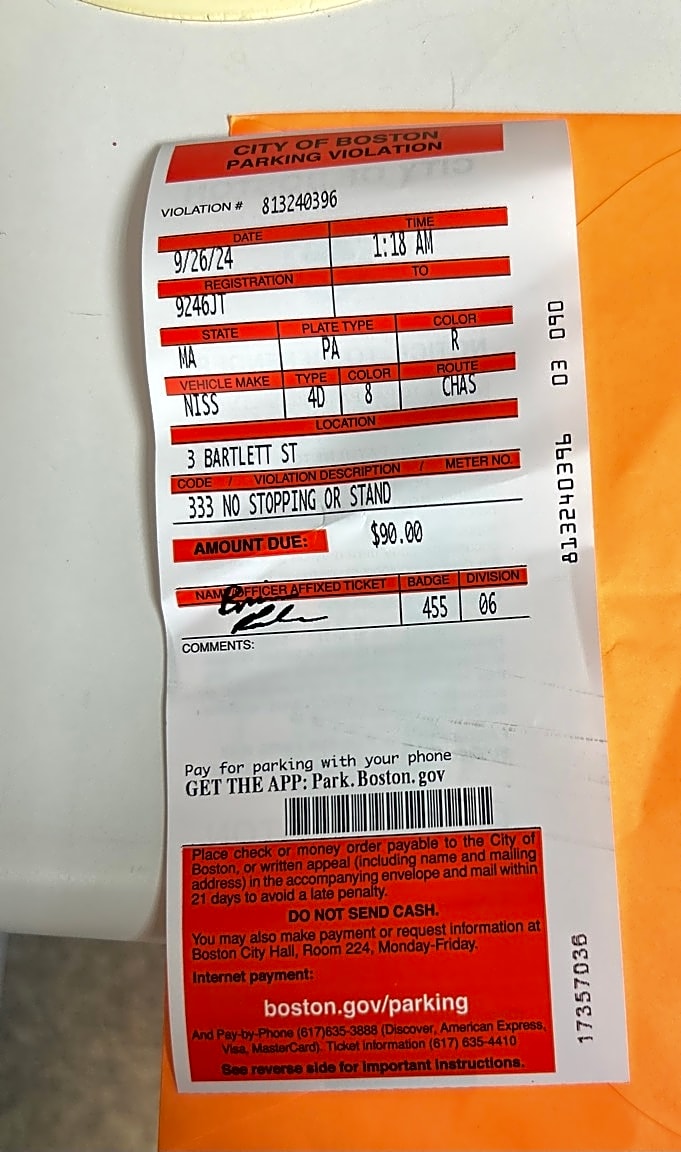 CITY OF BOSTON
PARKING VIOLATION
VIOLATION # 813240396
DATE TIME
9/26/24 1:18 AM
REGISTRATION TO
9246JT
STATE PLATE TYPE COLOR
MA PA R
VEHICLE MAKE TYPE COLOR ROUTE
NISS 4D 8 CHAS
LOCATION
3 BARTLETT ST
CODE / VIOLATION DESCRIPTION / METER NO.
333 NO STOPPING OR STAND
AMOUNT DUE: $90.00
OFFICER AFFIXED TICKET BADGE DIVISION
455 06
COMMENTS:
Pay for parking with your phone
GET THE APP: Park.Boston.gov
Place check or money order payable to the City of
Boston, or written appeal (including name and mailing
address) in the accompanying envelope and mail within
21 days to avoid a late penalty.
DO NOT SEND CASH.
You may also make payment or request information at
Boston City Hall, Room 224, Monday-Friday.
Internet payment:
boston.gov/parking
And Pay-by-Phone (617)635-3888 (Discover, American Express,
Visa, MasterCard). Ticket Information (617) 635-4410
See reverse side for important instructions.
813240396 03 090
17357036